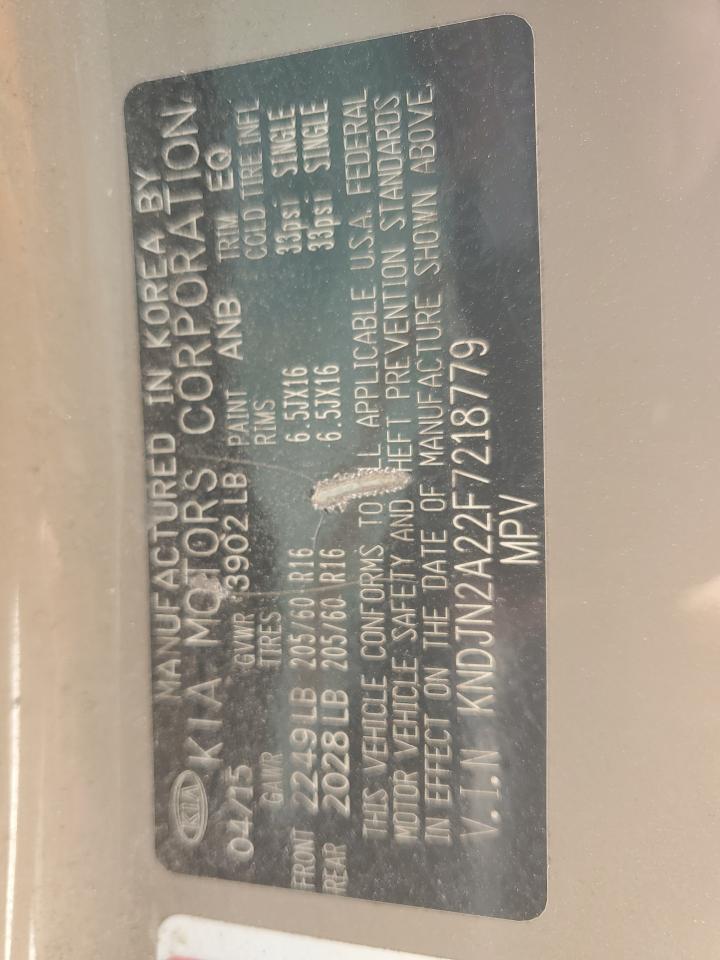 MANUFACTURED IN KOREA BY
KIA KIA MOTORS CORPORATION
04/15 GVWR 3902 LB PAINT ANB TRIM EQ
GAWR TIRES RIMS COLD TIRE INFL
FRONT 2249 LB 205/60 R16 6.5JX16 33psi SINGLE
REAR 2028 LB 205/60 R16 6.5JX16 33psi SINGLE
THIS VEHICLE CONFORMS TO LL APPLICABLE U.S.A. FEDERAL
MOTOR VEHICLE SAFETY AND HEFT PREVENTION STANDARDS
IN EFFECT ON THE DATE OF MANUFACTURE SHOWN ABOVE.
V.I.N KNDJN2A22F7218779
MPV